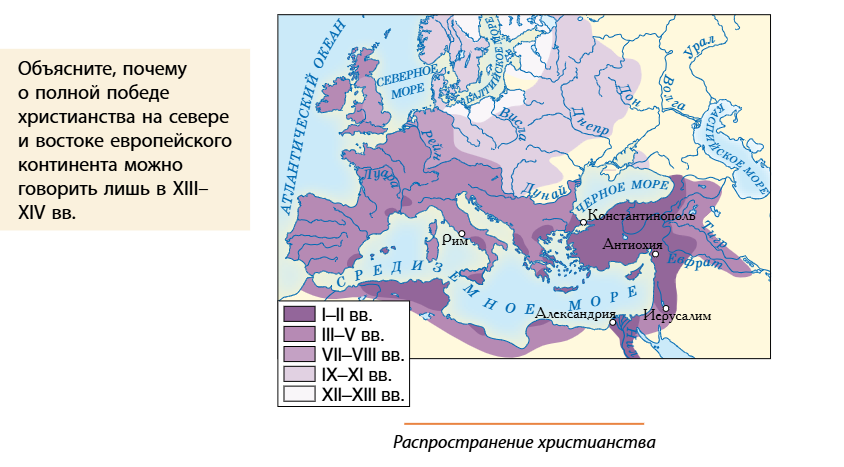 Объясните, почему
о полной победе
христианства на севере
и востоке европейского
континента можно
говорить лишь в XIII–
XIV вв.
АТЛАНТИЧЕСКИЙ ОКЕАН
СЕВЕРНОЕ
МОРЕ
БАЛТИЙСКОЕ МОРЕ
Урал
Волга
Дон
Днепр
Висла
Рейн
Луара
Дунай
КАСПИЙСКОЕ МОРЕ
ЧЕРНОЕ МОРЕ
Константинополь
Рим
Антиохия
Тигр
Евфрат
СРЕДИЗЕМНОЕ МОРЕ
Александрия
Иерусалим
Нил
I–II вв.
III–V вв.
VII–VIII вв.
IX–XI вв.
XII–XIII вв.
Распространение христианства